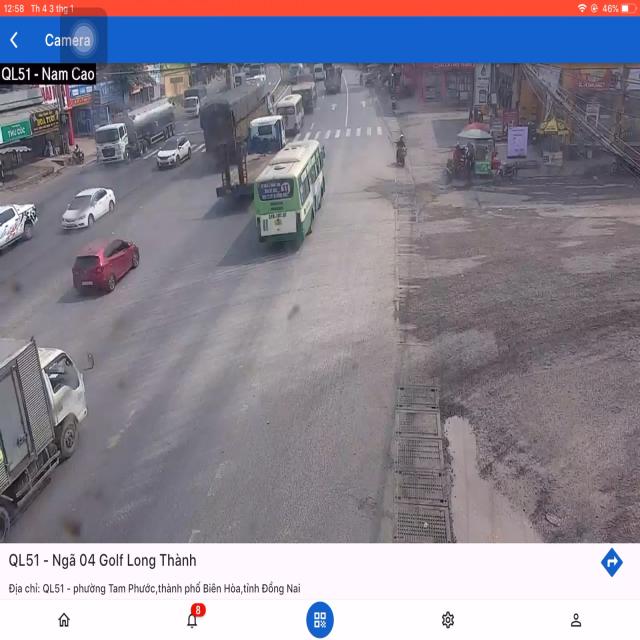 12:58 Th 4 3 thg 1
46%
Camera
QL51 - Nam Cao
THU CÚC
QL51 - Ngã 04 Golf Long Thành
Địa chỉ: QL51 - phường Tam Phước,thành phố Biên Hòa,tỉnh Đồng Nai
8